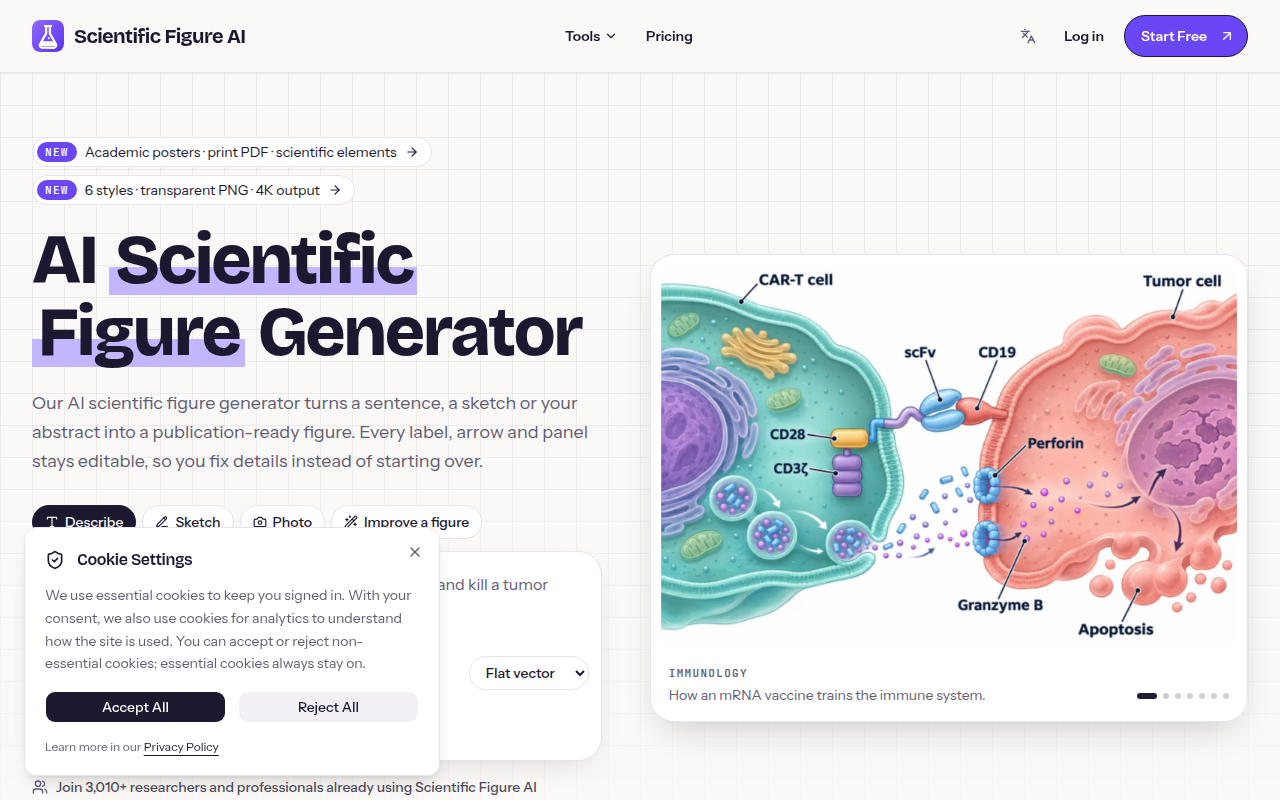 Scientific Figure AI
Tools
Pricing
Log in
Start Free
NEW Academic posters · print PDF · scientific elements
NEW 6 styles · transparent PNG · 4K output
AI Scientific
Figure Generator
Our AI scientific figure generator turns a sentence, a sketch or your
abstract into a publication-ready figure. Every label, arrow and panel
stays editable, so you fix details instead of starting over.
Describe
Sketch
Photo
Improve a figure
and kill a tumor
Flat vector
Cookie Settings
We use essential cookies to keep you signed in. With your
consent, we also use cookies for analytics to understand
how the site is used. You can accept or reject non-
essential cookies; essential cookies always stay on.
Accept All
Reject All
Learn more in our Privacy Policy
Join 3,010+ researchers and professionals already using Scientific Figure AI
CAR-T cell
Tumor cell
scFv
CD19
CD28
CD3ζ
Perforin
Granzyme B
Apoptosis
IMMUNOLOGY
How an mRNA vaccine trains the immune system.